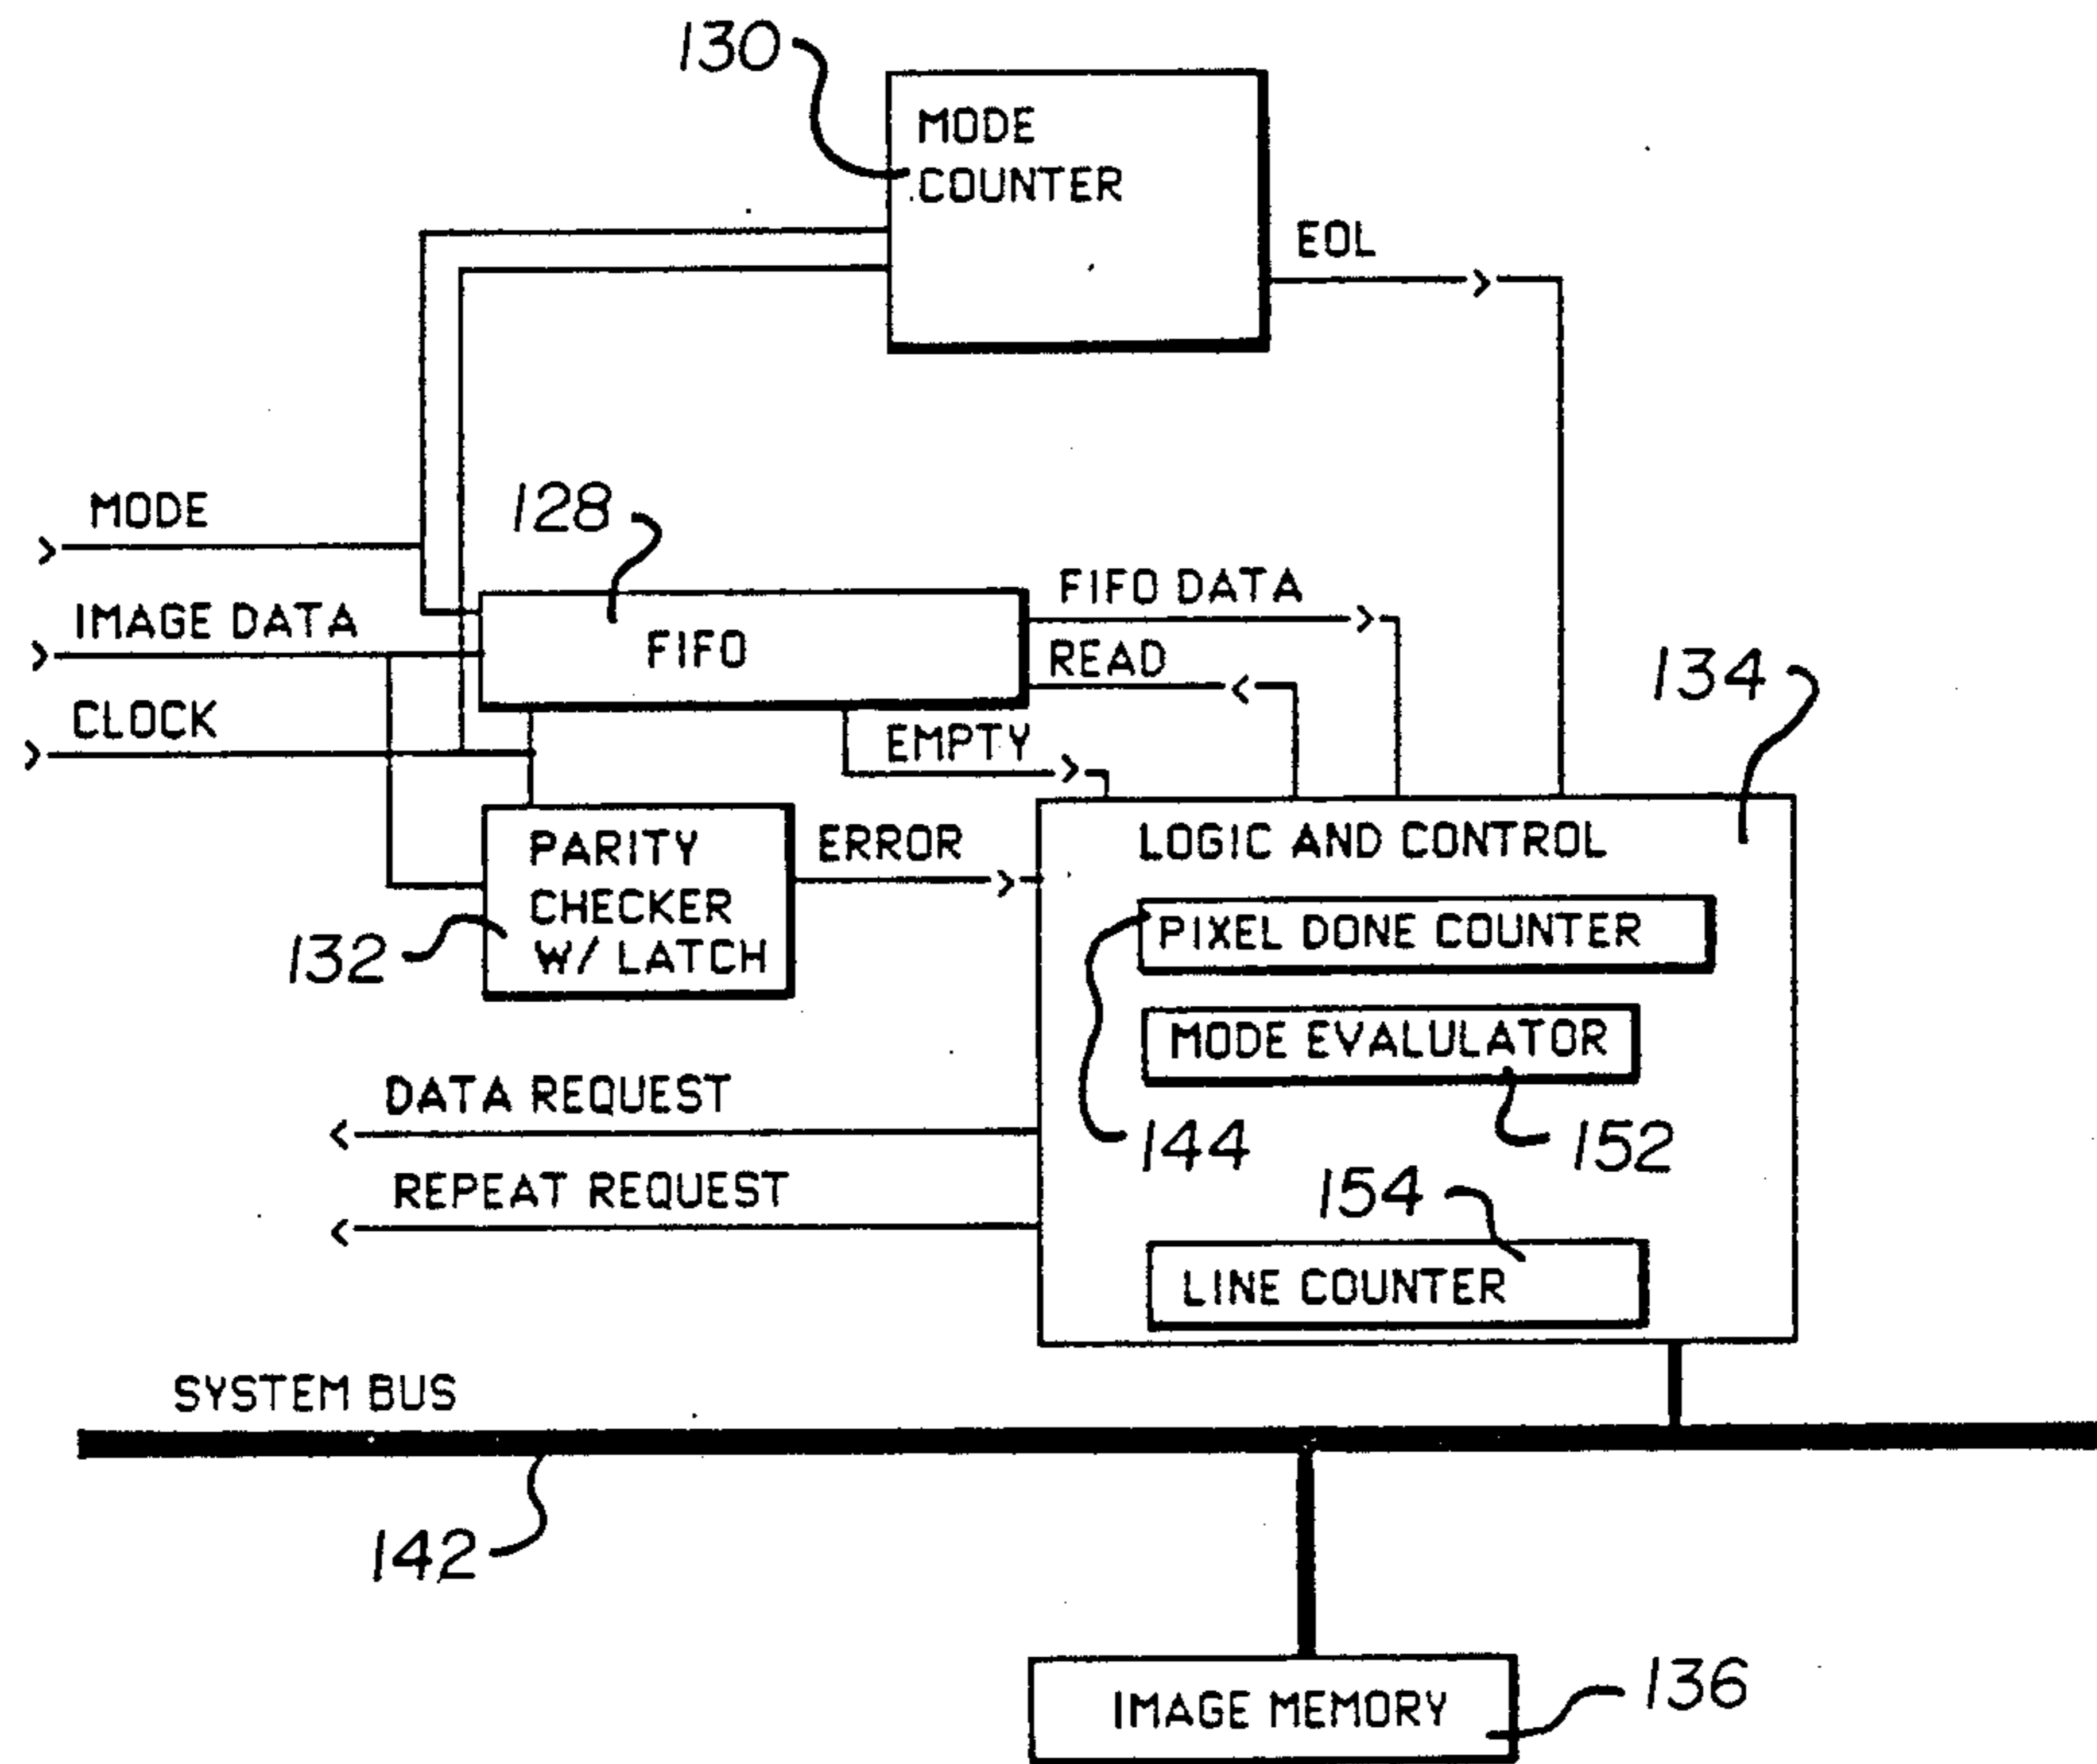 130
MODE
COUNTER
EOL
MODE
128
IMAGE DATA
FIFO
FIFO DATA
READ
134
CLOCK
EMPTY
PARITY
CHECKER
W/ LATCH
132
ERROR
LOGIC AND CONTROL
PIXEL DONE COUNTER
MODE EVALULATOR
DATA REQUEST
144
152
REPEAT REQUEST
154
LINE COUNTER
SYSTEM BUS
142
IMAGE MEMORY
136